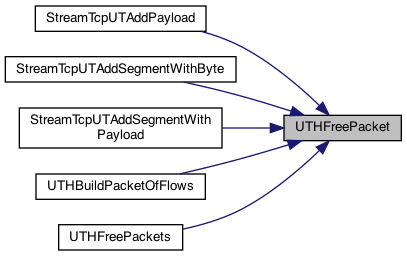 StreamTcpUTAddPayload
StreamTcpUTAddSegmentWithByte
StreamTcpUTAddSegmentWith
Payload
UTHFreePacket
UTHBuildPacketOfFlows
UTHFreePackets